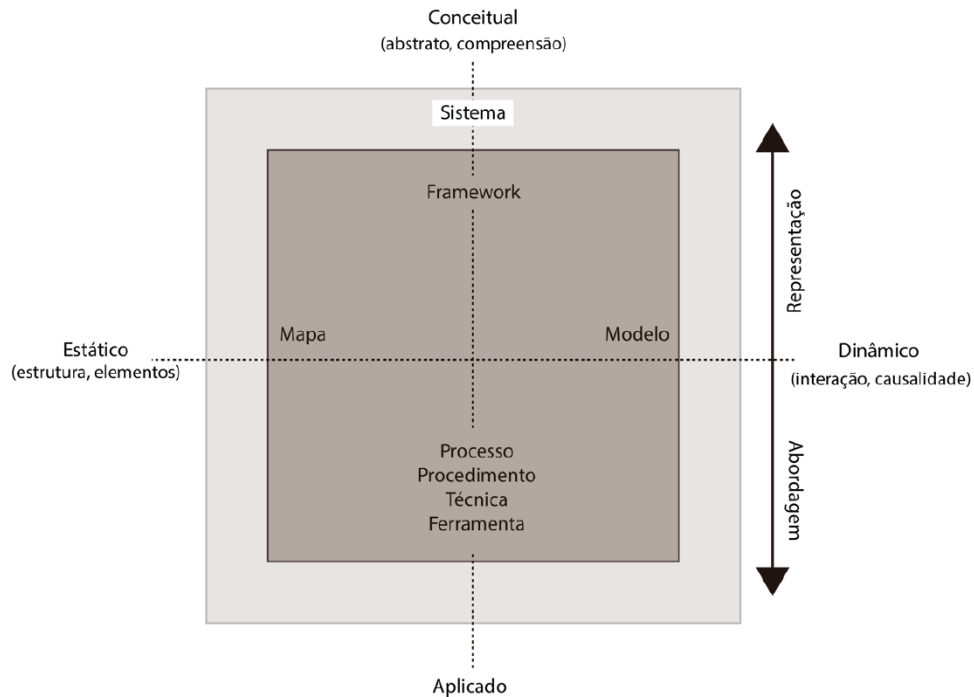 Conceitual
(abstrato, compreensão)
Sistema
Framework
Representação
Mapa
Modelo
Estático
(estrutura, elementos)
Dinâmico
(interação, causalidade)
Processo
Procedimento
Técnica
Ferramenta
Abordagem
Aplicado